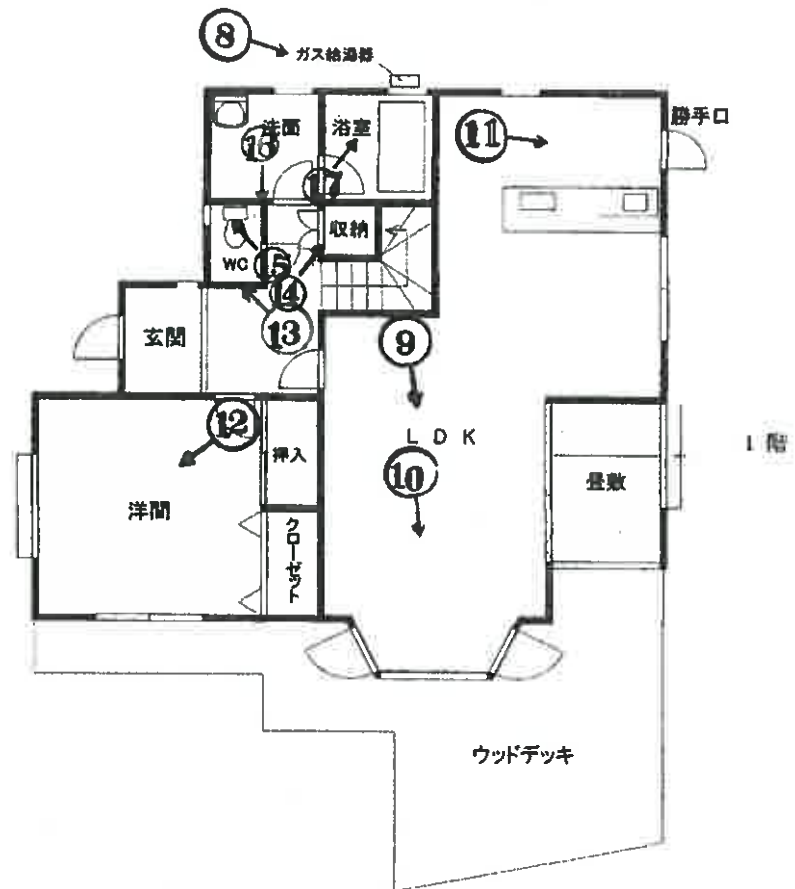 8
ガス給湯器
勝手口
16
洗面
浴室
11
17
収納
WC
15
14
13
玄関
9
12
LDK
押入
10
1階
畳敷
洋間
クローゼット
ウッドデッキ